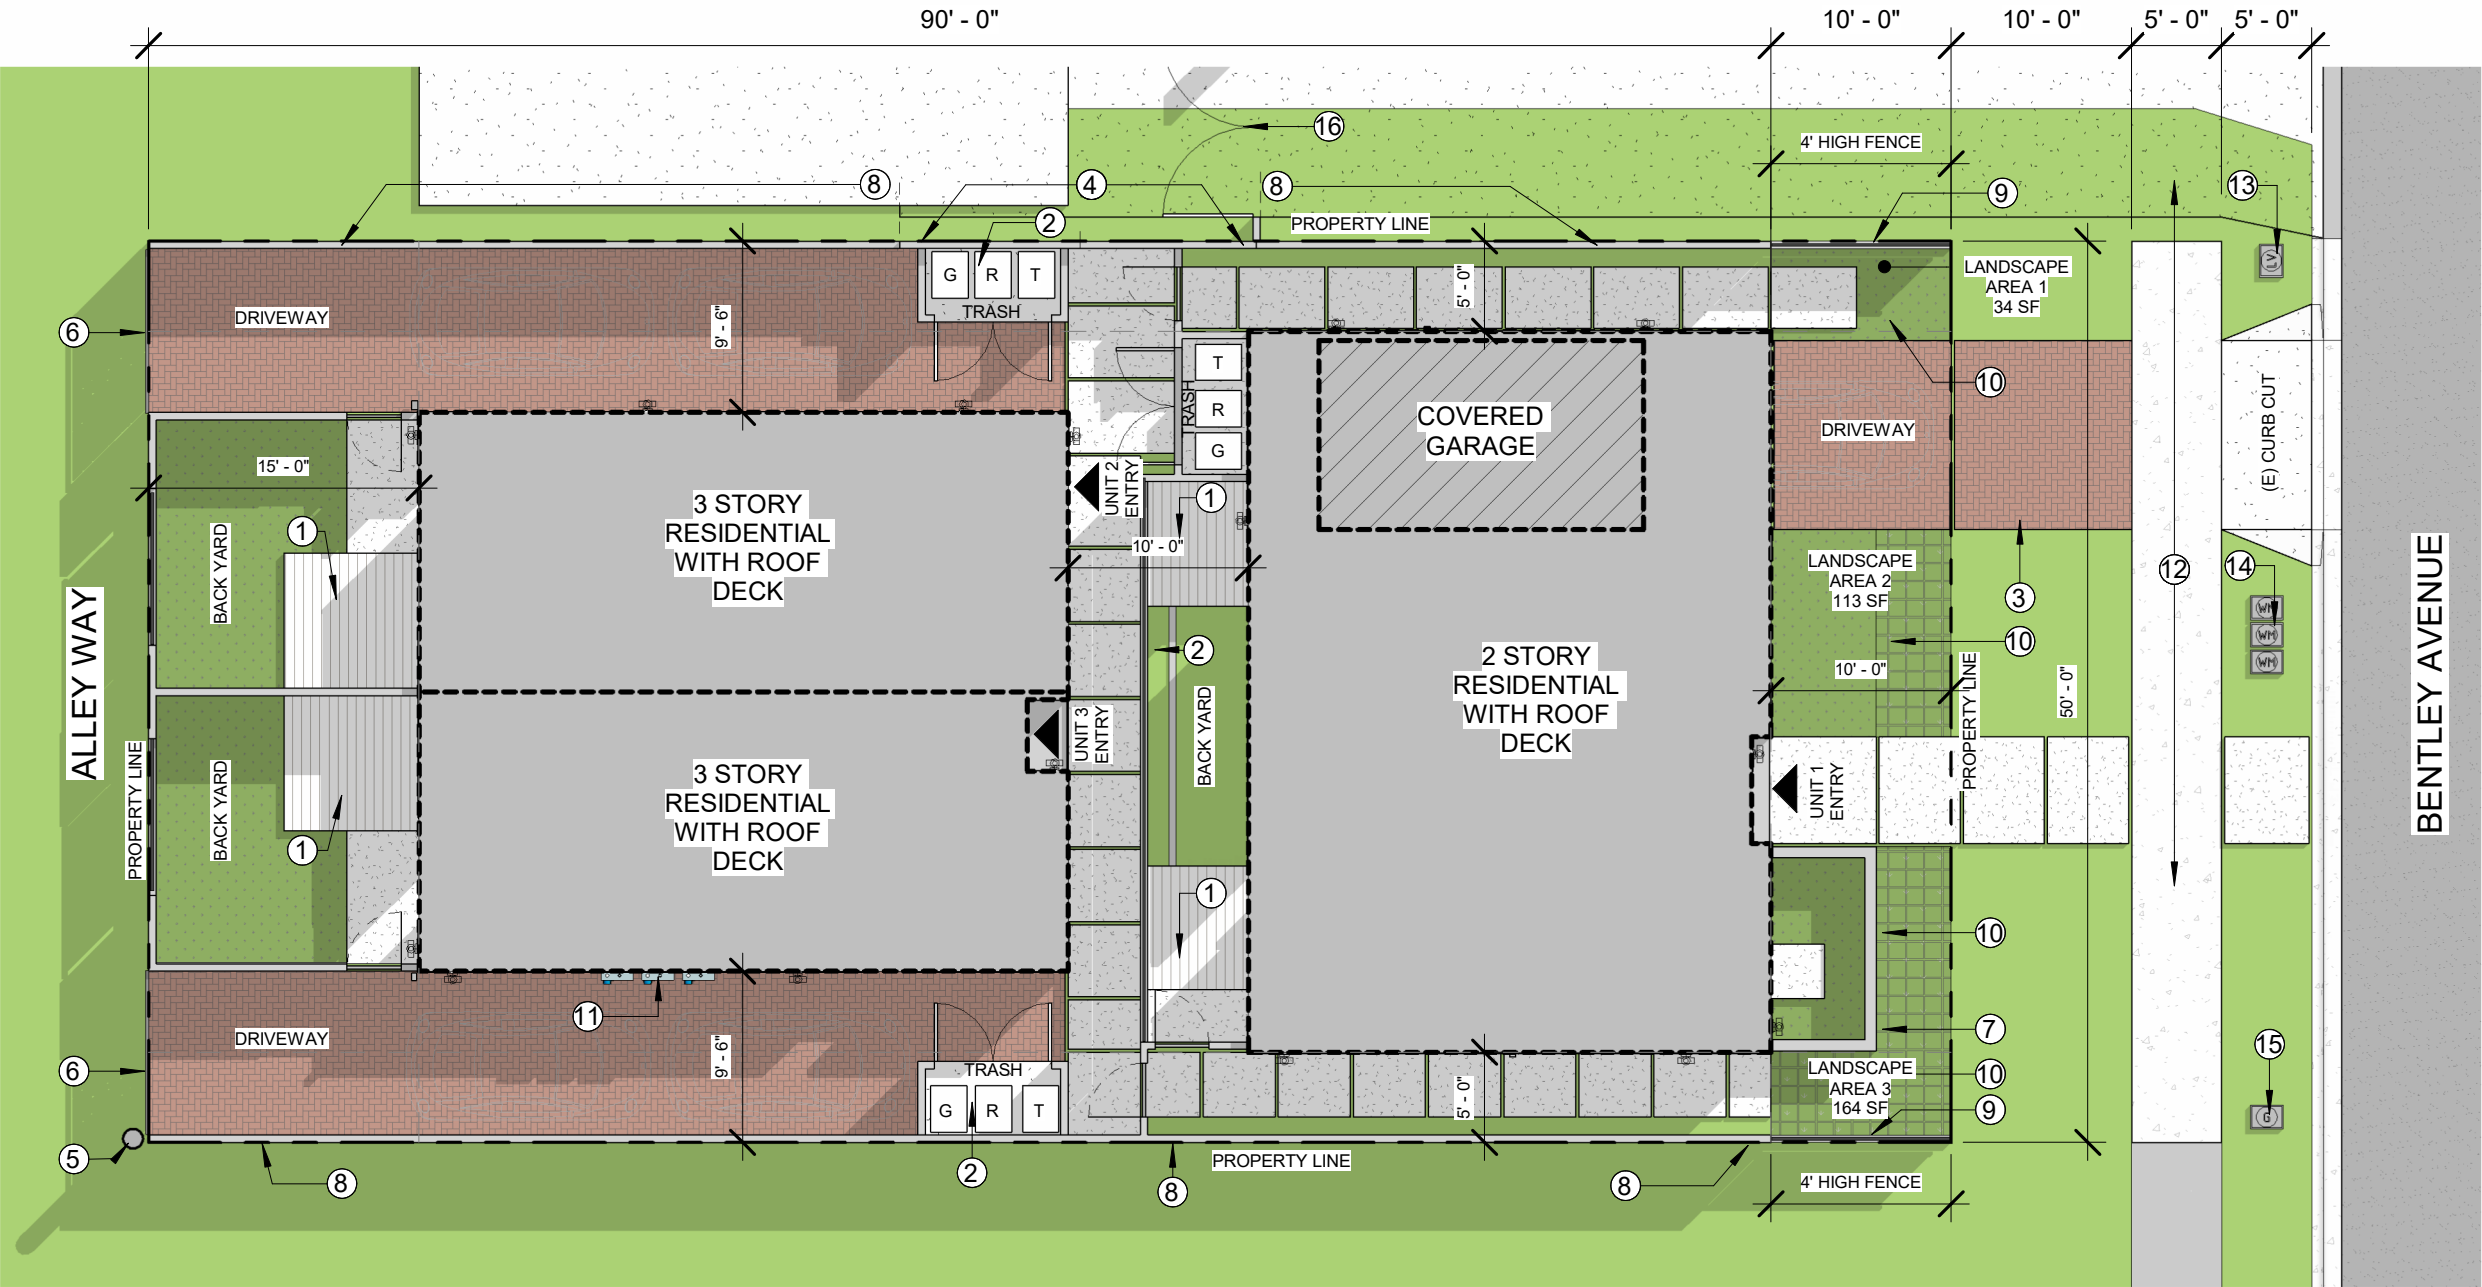 90' - 0"
10' - 0"
10' - 0"
5' - 0"
5' - 0"
16
4' HIGH FENCE
8
4
8
9
13
2
PROPERTY LINE
G
R
T
TRASH
5' - 0"
LANDSCAPE
AREA 1
34 SF
LV
DRIVEWAY
9' - 6"
6
T
R
G
TRASH
10
COVERED
GARAGE
DRIVEWAY
(E) CURB CUT
15' - 0"
UNIT 2
ENTRY
1
3 STORY
RESIDENTIAL
WITH ROOF
DECK
1
BACK YARD
10' - 0"
LANDSCAPE
AREA 2
113 SF
3
12
14
WM
WM
WM
10
2
2 STORY
RESIDENTIAL
WITH ROOF
DECK
10' - 0"
PROPERTY LINE
50' - 0"
ALLEY WAY
BENTLEY AVENUE
PROPERTY LINE
BACK YARD
1
3 STORY
RESIDENTIAL
WITH ROOF
DECK
UNIT 3
ENTRY
BACK YARD
UNIT 1
ENTRY
1
10
11
7
DRIVEWAY
9' - 6"
6
TRASH
G
R
T
5' - 0"
LANDSCAPE
AREA 3
164 SF
10
9
15
G
5
8
2
PROPERTY LINE
8
8
4' HIGH FENCE